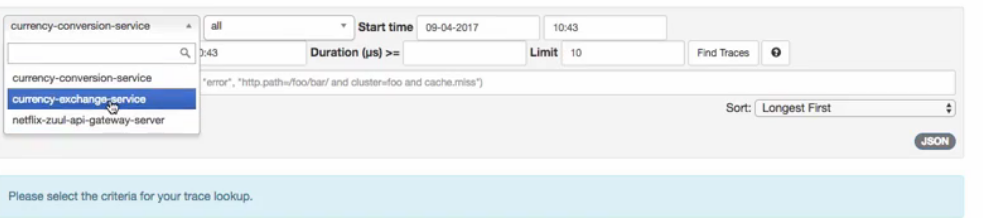 currency-conversion-service all Start time 09-04-2017 10:43
0:43 Duration (μs) >= Limit 10 Find Traces ?
currency-conversion-service
"error", "http.path=/foo/bar/ and cluster=foo and cache.miss")
currency-exchange-service
Sort: Longest First
netflix-zuul-api-gateway-server
JSON
Please select the criteria for your trace lookup.